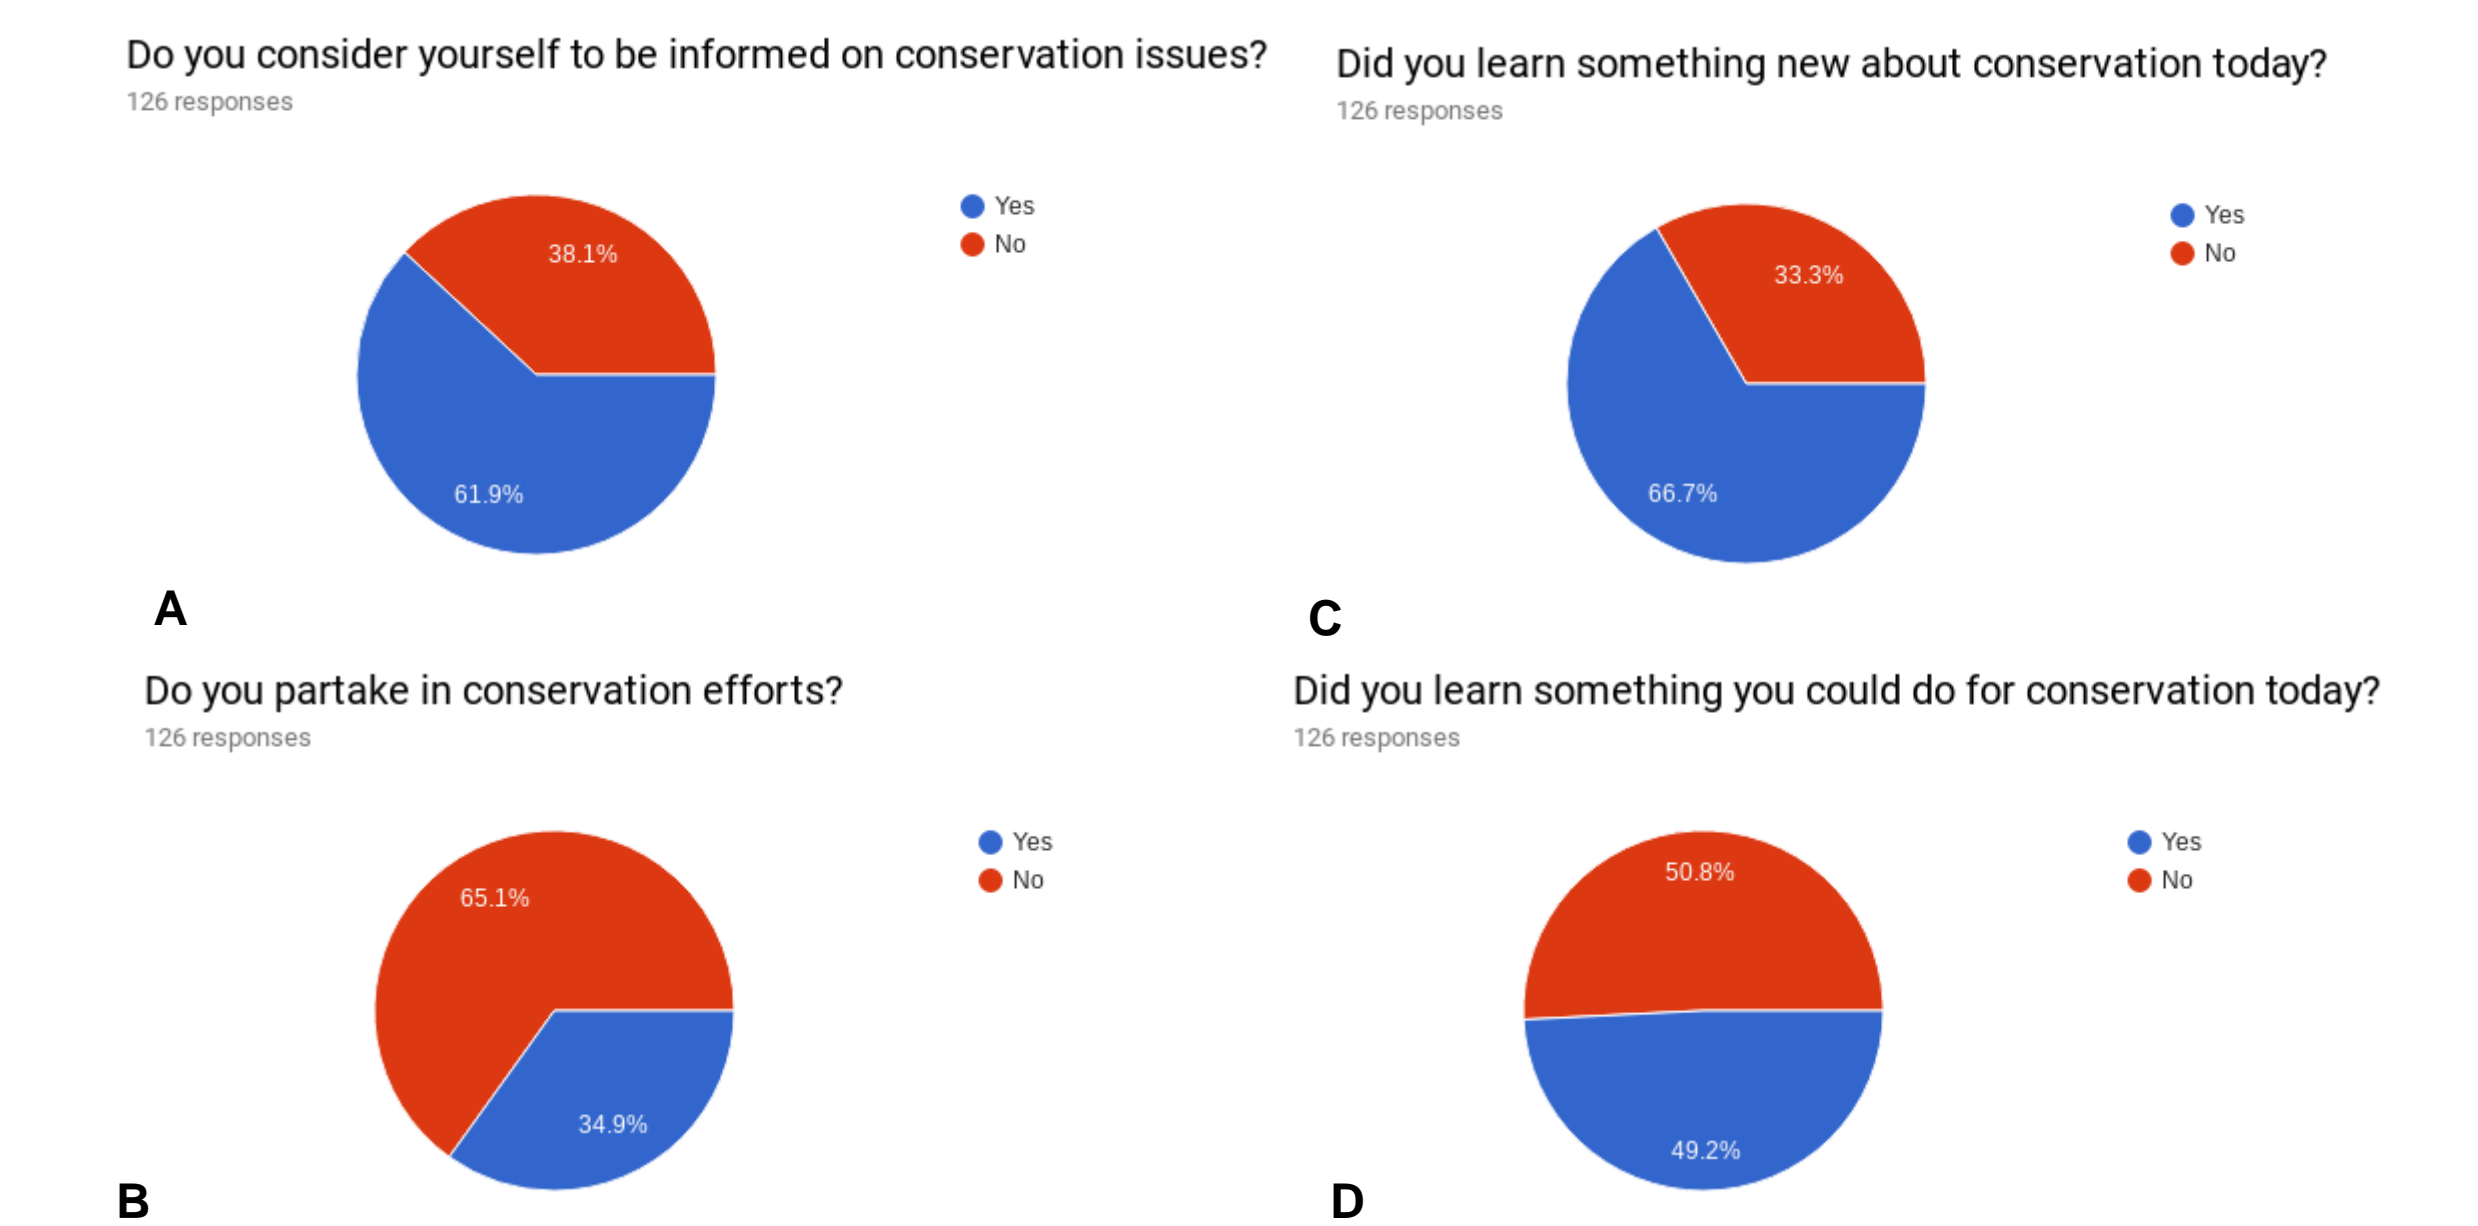 Do you consider yourself to be informed on conservation issues?
126 responses
Yes
No
38.1%
61.9%
A
Did you learn something new about conservation today?
126 responses
Yes
No
33.3%
66.7%
C
Do you partake in conservation efforts?
126 responses
Yes
No
65.1%
34.9%
B
Did you learn something you could do for conservation today?
126 responses
Yes
No
50.8%
49.2%
D